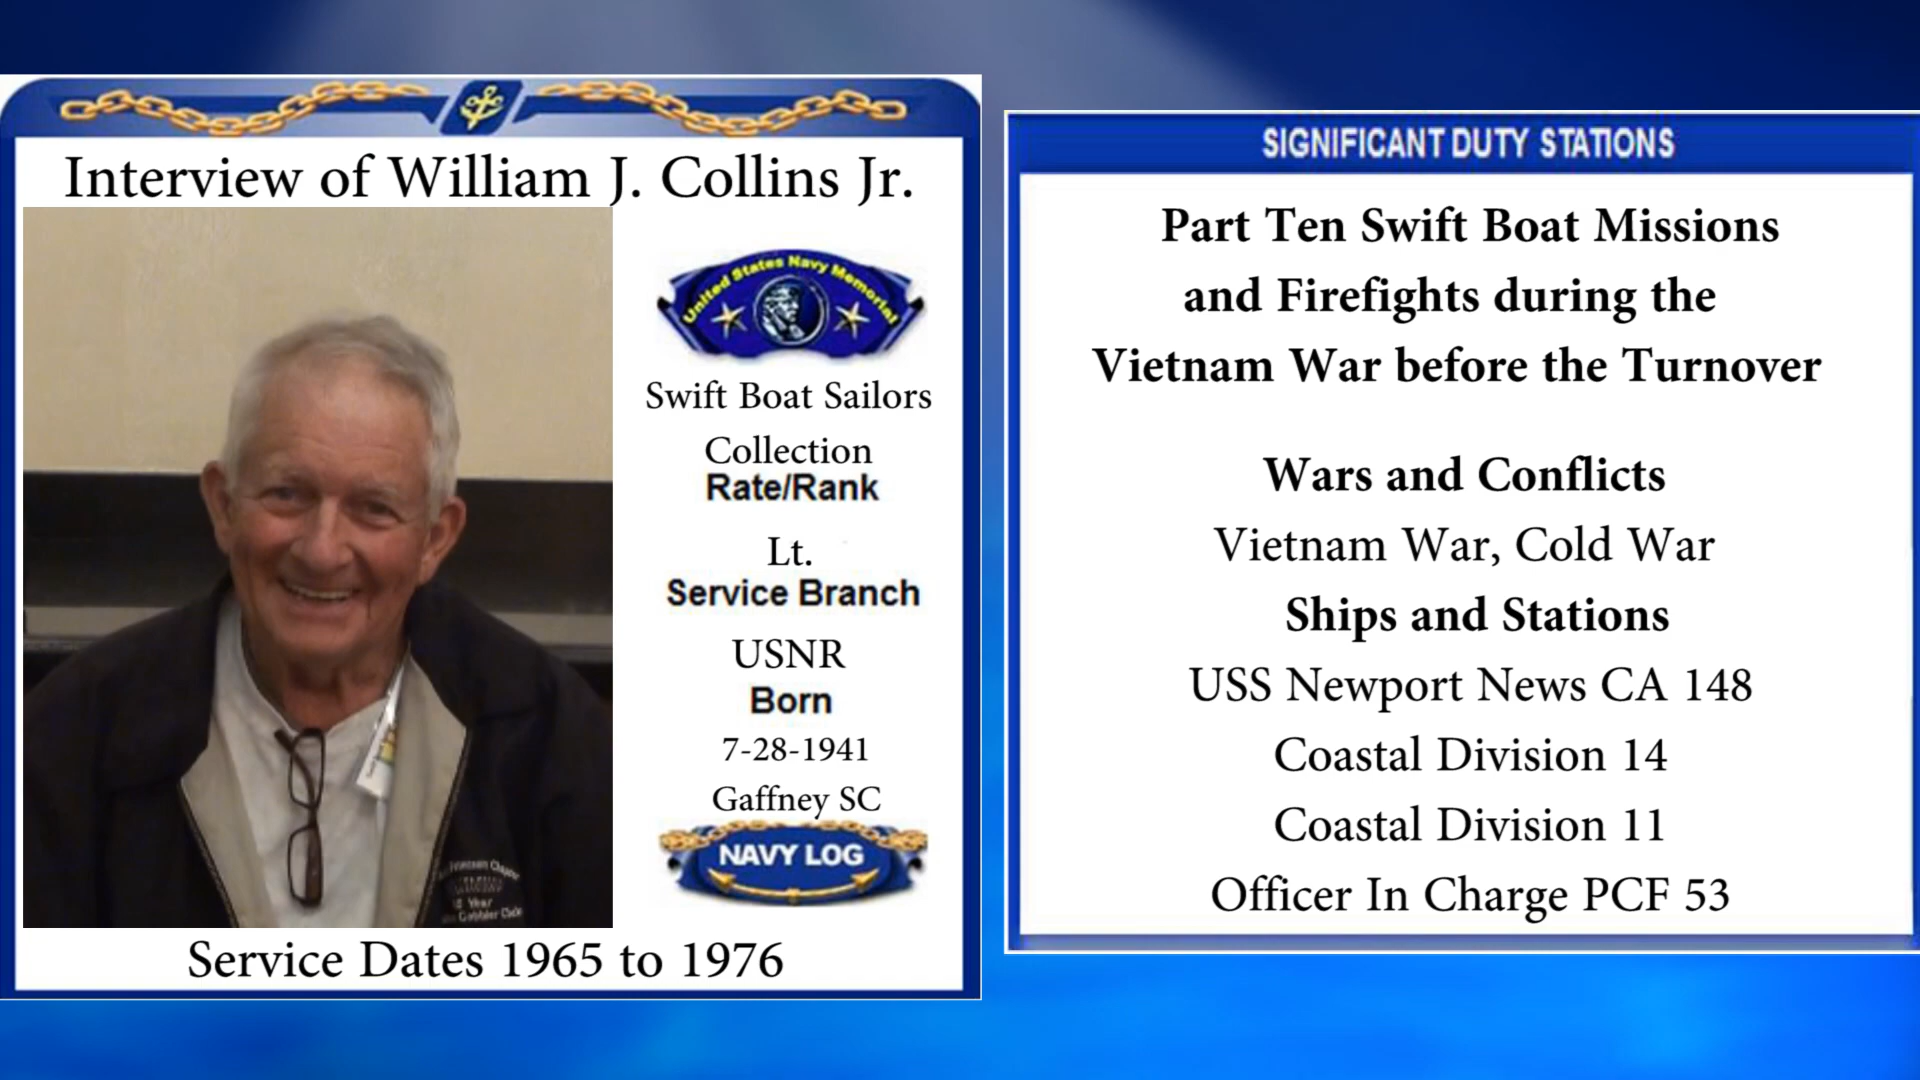 Interview of William J. Collins Jr.
United States Navy Memorial
Swift Boat Sailors
Collection
Rate/Rank
Lt.
Service Branch
USNR
Born
7-28-1941
Gaffney SC
NAVY LOG
Service Dates 1965 to 1976
SIGNIFICANT DUTY STATIONS
Part Ten Swift Boat Missions
and Firefights during the
Vietnam War before the Turnover
Wars and Conflicts
Vietnam War, Cold War
Ships and Stations
USS Newport News CA 148
Coastal Division 14
Coastal Division 11
Officer In Charge PCF 53